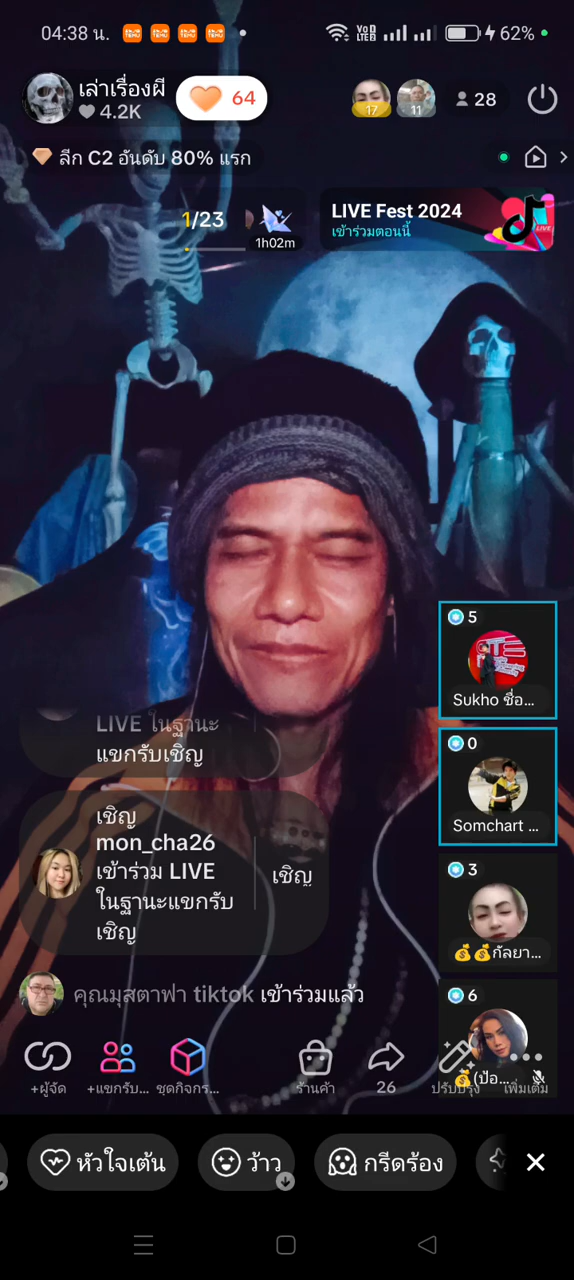 04:38 น.
VoD LTE 62%
เล่าเรื่องผี
4.2K
64
17
11
28
ลีก C2 อันดับ 80% แรก
1/23
1h02m
LIVE Fest 2024
เข้าร่วมตอนนี้
LIVE
5
Sukho ชื่อ...
0
Somchart ...
3
💰💰กัลยา...
6
💰(ป้อ...
LIVE ในฐานะ
แขกรับเชิญ
เชิญ
mon_cha26
เข้าร่วม LIVE
ในฐานะแขกรับ
เชิญ
เชิญ
คุณมุสตาฟา tiktok เข้าร่วมแล้ว
+ผู้จัด
+แขกรับ...
ชุดกิจกร...
ร้านค้า
26
ปรับปรุง
เพิ่มเติม
หัวใจเต้น
ว้าว
กรีดร้อง